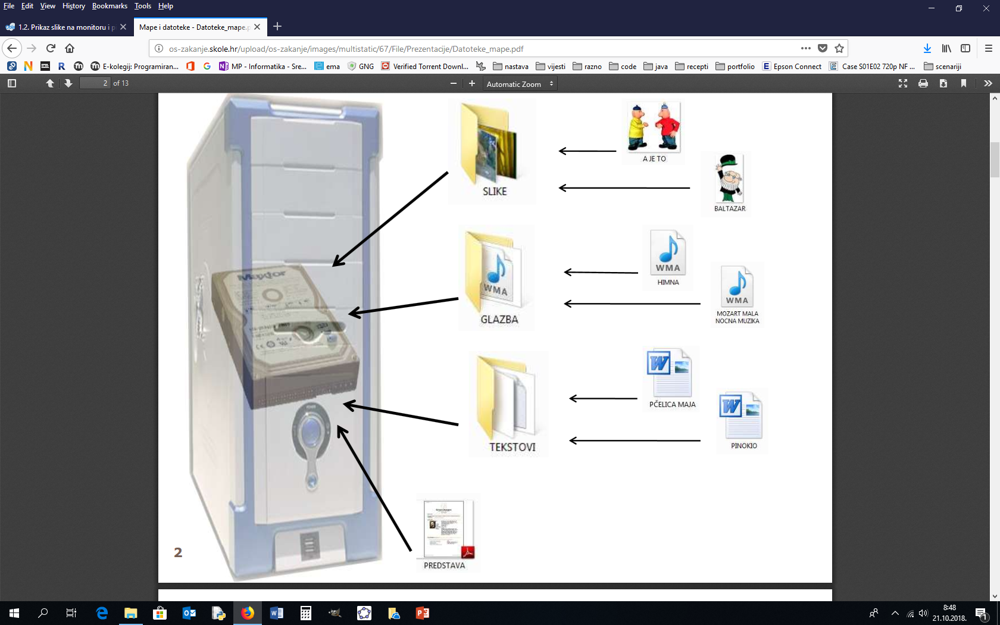 File Edit View History Bookmarks Tools Help
1.2. Prikaz slike na monitoru i p
Mape i datoteke - Datoteke_mape.p
os-zakanje.skole.hr/upload/os-zakanje/images/multistatic/67/File/Prezentacije/Datoteke_mape.pdf
E-kolegij: Programiran... MP - Informatika - Sre... ema GNG Verified Torrent Downl... nastava vijesti razno code java recepti portfolio Epson Connect Case S01E02 720p NF ... scenariji
2 of 13
Automatic Zoom
A JE TO
SLIKE
BALTAZAR
WMA
HIMNA
WMA
GLAZBA
WMA
MOZART MALA
NOCNA MUZIKA
Maxtor
PČELICA MAJA
TEKSTOVI
PINOKIO
PREDSTAVA
2
8:48
21.10.2018.
1